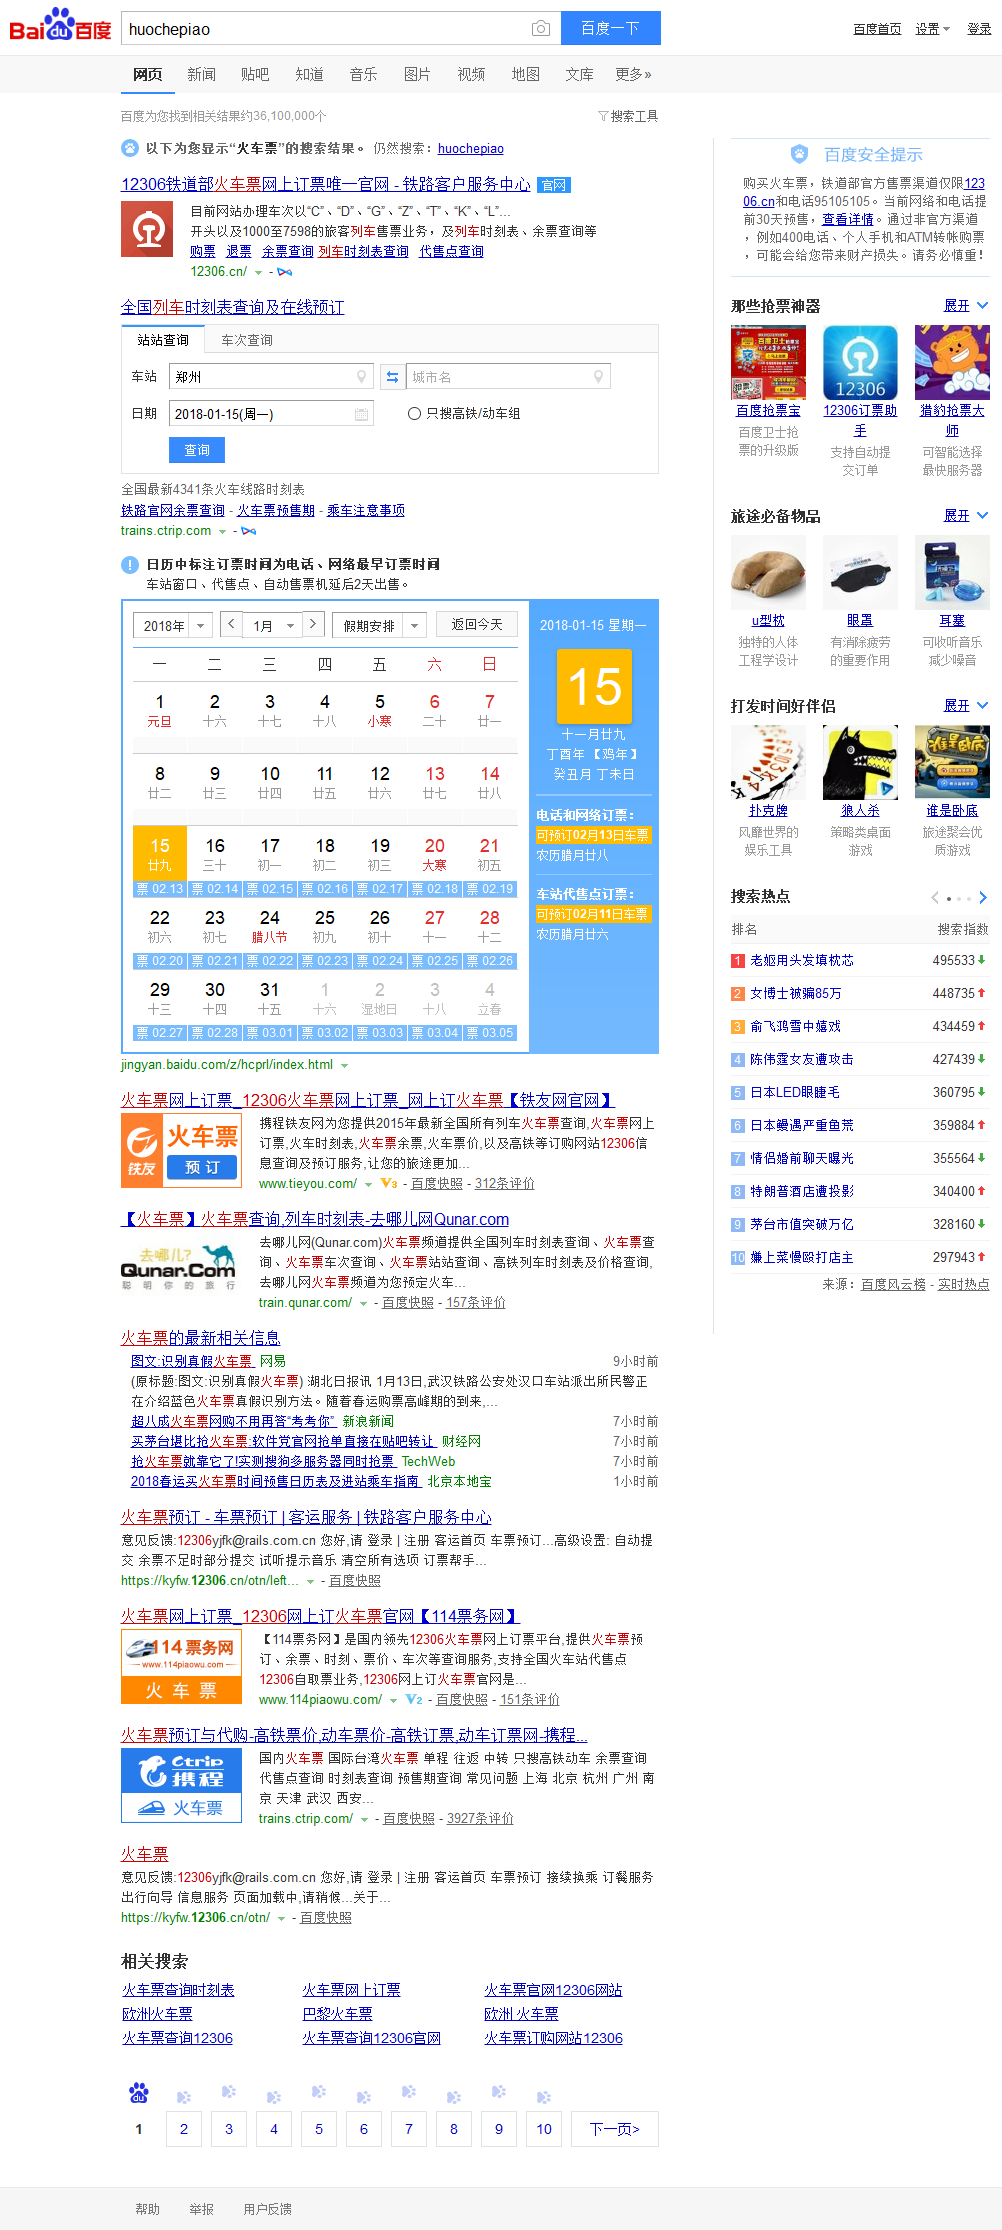 Bai du 百度
huochepiao
百度一下
百度首页 设置 登录
网页 新闻 贴吧 知道 音乐 图片 视频 地图 文库 更多»
百度为您找到相关结果约36,100,000个
搜索工具
以下为您显示“火车票”的搜索结果。 仍然搜索：huochepiao
12306铁道部火车票网上订票唯一官网 - 铁路客户服务中心 官网
目前网站办理车次以“C”、“D”、“G”、“Z”、“T”、“K”、“L”...
开头以及1000至7598的旅客列车售票业务，及列车时刻表、余票查询等
购票 退票 余票查询 列车时刻表查询 代售点查询
12306.cn/ -
全国列车时刻表查询及在线预订
站站查询 车次查询
车站 郑州 城市名
日期 2018-01-15(周一) 只搜高铁/动车组
查询
全国最新4341条火车线路时刻表
铁路官网余票查询 - 火车票预售期 - 乘车注意事项
trains.ctrip.com -
日历中标注订票时间为电话、网络最早订票时间
车站窗口、代售点、自动售票机延后2天出售。
2018年 < 1月 > 假期安排 返回今天
一 二 三 四 五 六 日
1 2 3 4 5 6 7
元旦 十六 十七 十八 小寒 二十 廿一
8 9 10 11 12 13 14
廿二 廿三 廿四 廿五 廿六 廿七 廿八
15 16 17 18 19 20 21
廿九 三十 初一 初二 初三 大寒 初五
票 02.13 票 02.14 票 02.15 票 02.16 票 02.17 票 02.18 票 02.19
22 23 24 25 26 27 28
初六 初七 腊八节 初九 初十 十一 十二
票 02.20 票 02.21 票 02.22 票 02.23 票 02.24 票 02.25 票 02.26
29 30 31 1 2 3 4
十三 十四 十五 十六 湿地日 十八 立春
票 02.27 票 02.28 票 03.01 票 03.02 票 03.03 票 03.04 票 03.05
2018-01-15 星期一
15
十一月廿九
丁酉年【鸡年】
癸丑月 丁未日
电话和网络订票：
可预订02月13日车票
农历腊月廿八
车站代售点订票：
可预订02月11日车票
农历腊月廿六
jingyan.baidu.com/z/hcprl/index.html
火车票网上订票_12306火车票网上订票_网上订火车票【铁友网官网】
铁友 火车票 预订
携程铁友网为您提供2015年最新全国所有列车火车票查询,火车票网上
订票,火车时刻表,火车票余票,火车票价,以及高铁等订购网站12306信
息查询及预订服务,让您的旅途更加...
www.tieyou.com/ V3 - 百度快照 - 312条评价
【火车票】火车票查询,列车时刻表-去哪儿网Qunar.com
去哪儿?
Qunar.Com
聪明你的旅行
去哪儿网(Qunar.com)火车票频道提供全国列车时刻表查询、火车票查
询、火车票车次查询、火车票站站查询、高铁列车时刻表及价格查询,
去哪儿网火车票频道为您预定火车...
train.qunar.com/ - 百度快照 - 157条评价
火车票的最新相关信息
图文:识别真假火车票 网易 9小时前
(原标题:图文:识别真假火车票) 湖北日报讯 1月13日,武汉铁路公安处汉口车站派出所民警正
在介绍蓝色火车票真假识别方法。随着春运购票高峰期的到来,...
超八成火车票网购不用再答“考考你” 新浪新闻 7小时前
买茅台堪比抢火车票:软件党官网抢单直接在贴吧转让 财经网 7小时前
抢火车票就靠它了!实测搜狗多服务器同时抢票 TechWeb 7小时前
2018春运买火车票时间预售日历表及进站乘车指南 北京本地宝 1小时前
火车票预订 - 车票预订 | 客运服务 | 铁路客户服务中心
意见反馈:12306yjfk@rails.com.cn 您好,请 登录 | 注册 客运首页 车票预订...高级设置: 自动提
交 余票不足时部分提交 试听提示音乐 清空所有选项 订票帮手...
https://kyfw.12306.cn/otn/left... - 百度快照
火车票网上订票_12306网上订火车票官网【114票务网】
114票务网
www.114piaowu.com
火车票
【114票务网】是国内领先12306火车票网上订票平台,提供火车票预
订、余票、时刻、票价、车次等查询服务,支持全国火车站代售点
12306自取票业务,12306网上订火车票官网是...
www.114piaowu.com/ V2 - 百度快照 - 151条评价
火车票预订与代购-高铁票价,动车票价-高铁订票,动车订票网-携程...
Ctrip
携程
火车票
国内火车票 国际台湾火车票 单程 往返 中转 只搜高铁动车 余票查询
代售点查询 时刻表查询 预售期查询 常见问题 上海 北京 杭州 广州 南
京 天津 武汉 西安...
trains.ctrip.com/ - 百度快照 - 3927条评价
火车票
意见反馈:12306yjfk@rails.com.cn 您好,请 登录 | 注册 客运首页 车票预订 接续换乘 订餐服务
出行向导 信息服务 页面加载中,请稍候...关于...
https://kyfw.12306.cn/otn/ - 百度快照
相关搜索
火车票查询时刻表 火车票网上订票 火车票官网12306网站
欧洲火车票 巴黎火车票 欧洲 火车票
火车票查询12306 火车票查询12306官网 火车票订购网站12306
1 2 3 4 5 6 7 8 9 10 下一页>
帮助 举报 用户反馈
百度安全提示
购买火车票，铁道部官方售票渠道仅限123
06.cn和电话95105105。当前网络和电话提
前30天预售，查看详情。通过非官方渠道
，例如400电话、个人手机和ATM转帐购票
，可能会给您带来财产损失。请务必慎重！
那些抢票神器 展开
12306
百度抢票宝 12306订票助手 猎豹抢票大师
百度卫士抢票的升级版 支持自动提交订单 可智能选择最快服务器
旅途必备物品 展开
u型枕 眼罩 耳塞
独特的人体工程学设计 有消除疲劳的重要作用 可收听音乐减少噪音
打发时间好伴侣 展开
谁是卧底
扑克牌 狼人杀 谁是卧底
风靡世界的娱乐工具 策略类桌面游戏 旅途聚会优质游戏
搜索热点
排名 搜索指数
1 老妪用头发填枕芯 495533
2 女博士被骗85万 448735
3 俞飞鸿雪中嬉戏 434459
4 陈伟霆女友遭攻击 427439
5 日本LED眼睫毛 360795
6 日本鳗遇严重鱼荒 359884
7 情侣婚前聊天曝光 355564
8 特朗普酒店遭投影 340400
9 茅台市值突破万亿 328160
10 嫌上菜慢殴打店主 297943
来源：百度风云榜 - 实时热点